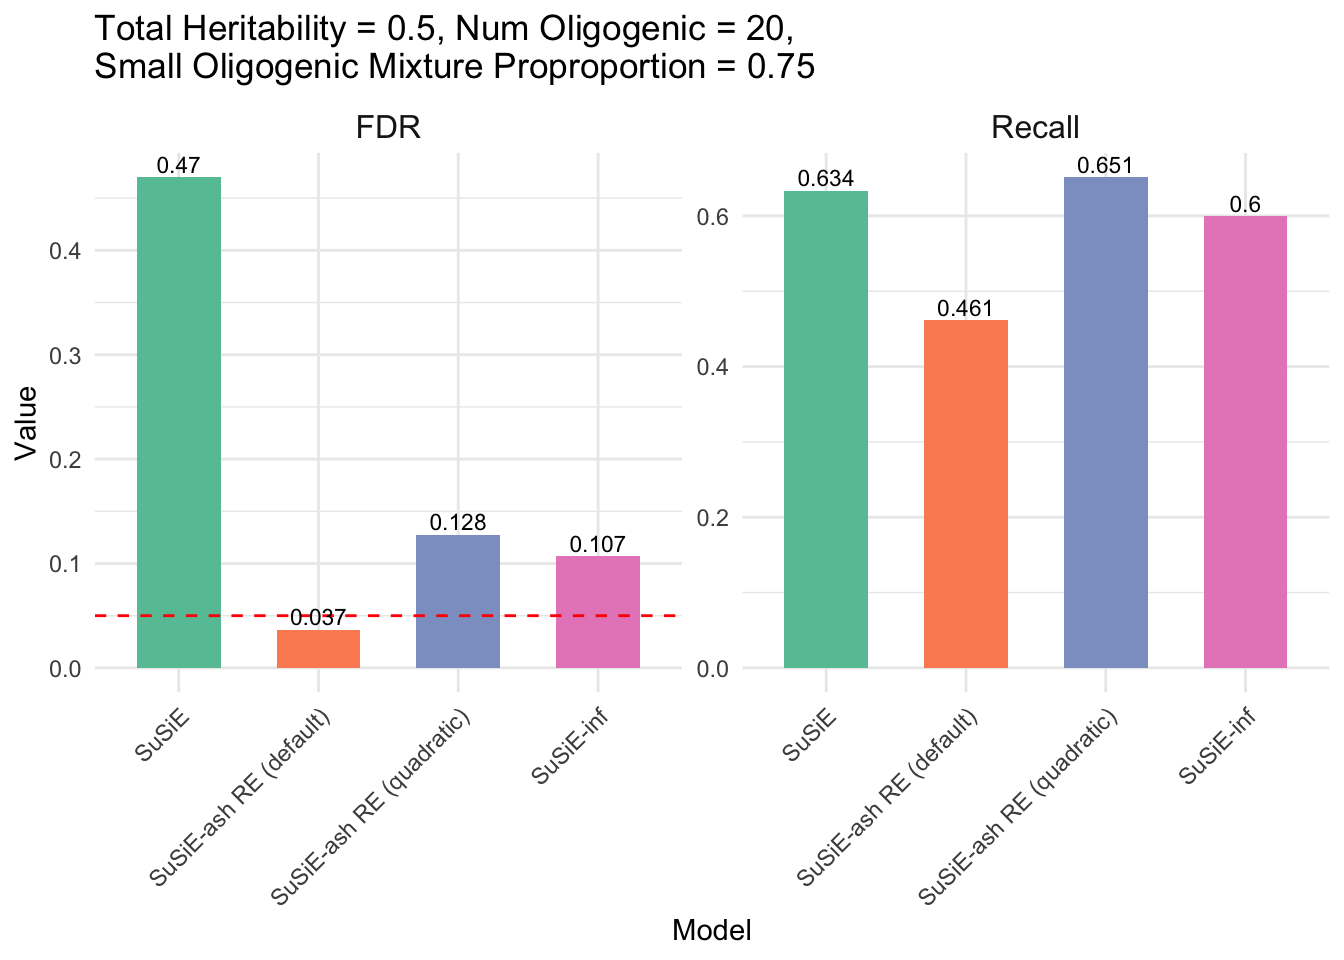 Total Heritability = 0.5, Num Oligogenic = 20,
Small Oligogenic Mixture Proproportion = 0.75
FDR
Recall
Value
0.4
0.3
0.2
0.1
0.0
0.47
0.037
0.128
0.107
0.6
0.4
0.2
0.0
0.634
0.461
0.651
0.6
SuSiE
SuSiE-ash RE (default)
SuSiE-ash RE (quadratic)
SuSiE-inf
SuSiE
SuSiE-ash RE (default)
SuSiE-ash RE (quadratic)
SuSiE-inf
Model